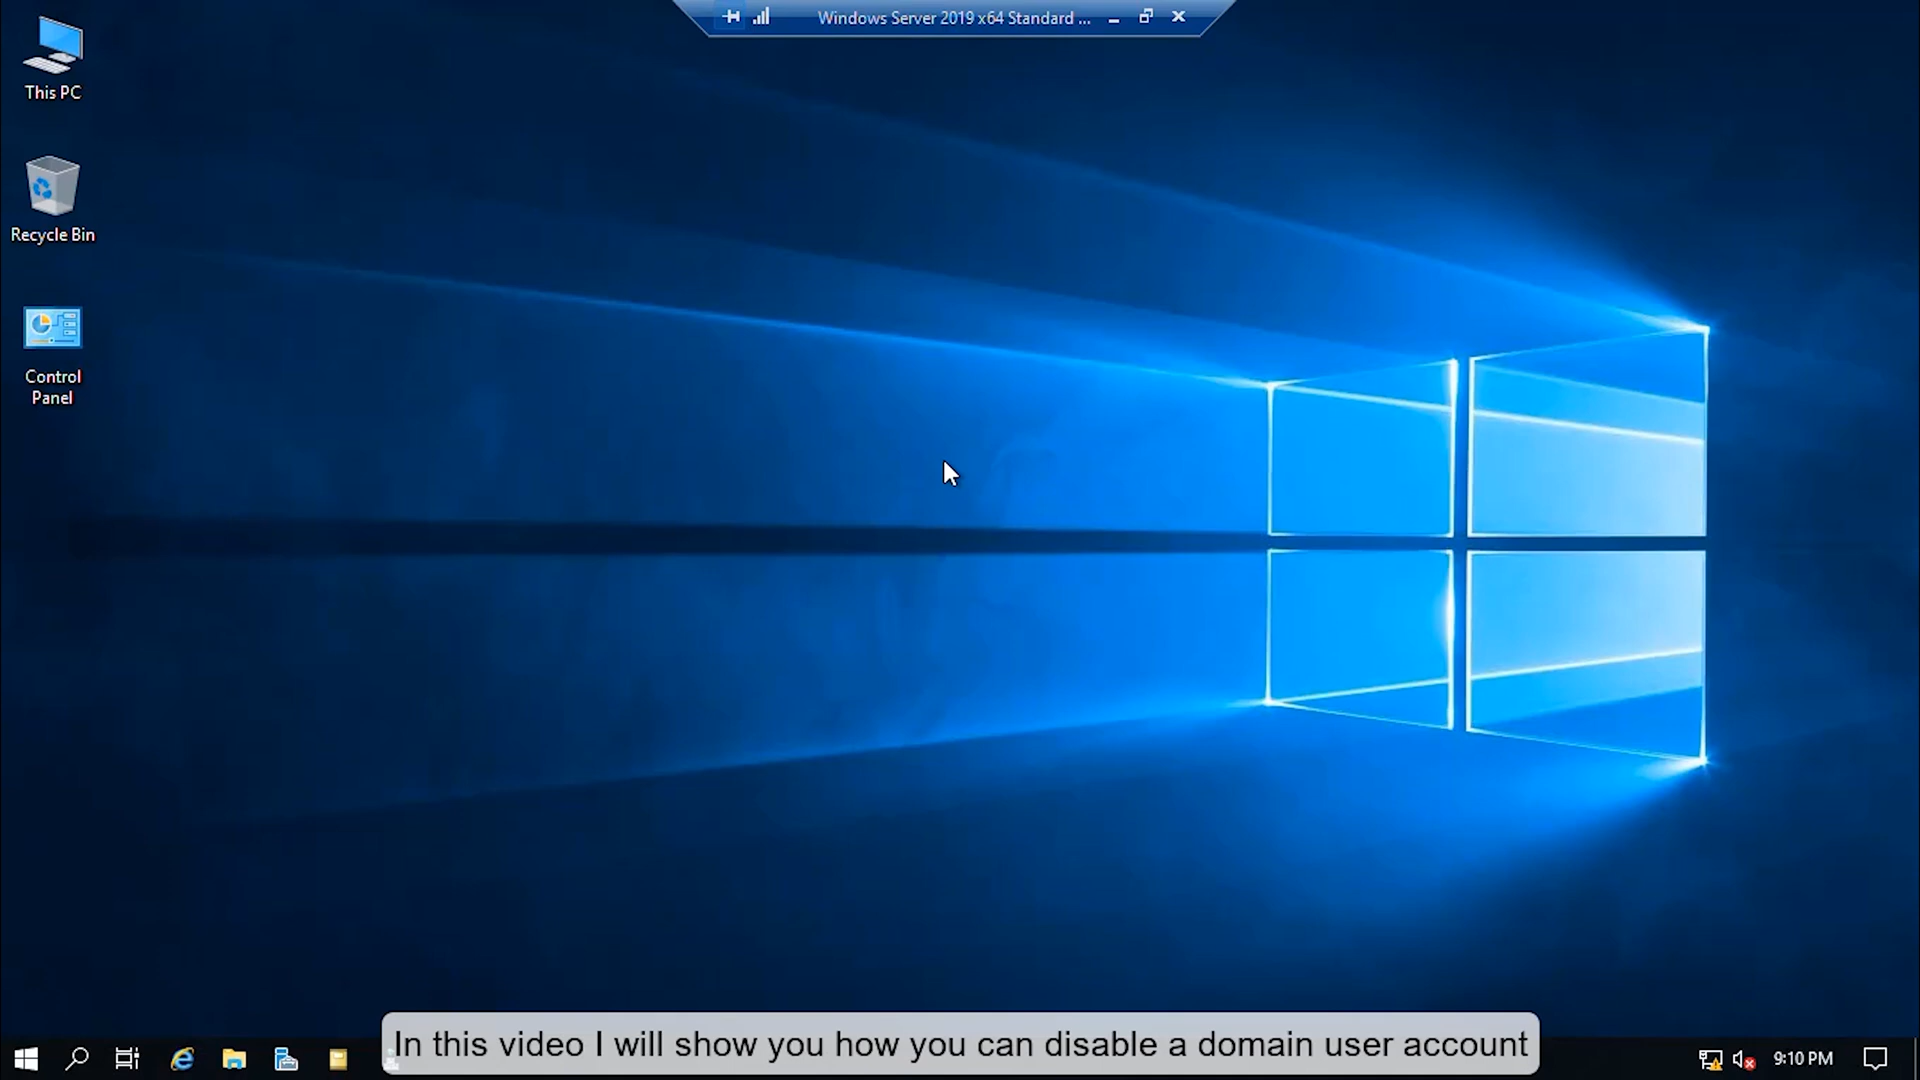 Windows Server 2019 x64 Standard ...
This PC
Recycle Bin
Control
Panel
In this video I will show you how you can disable a domain user account
9:10 PM